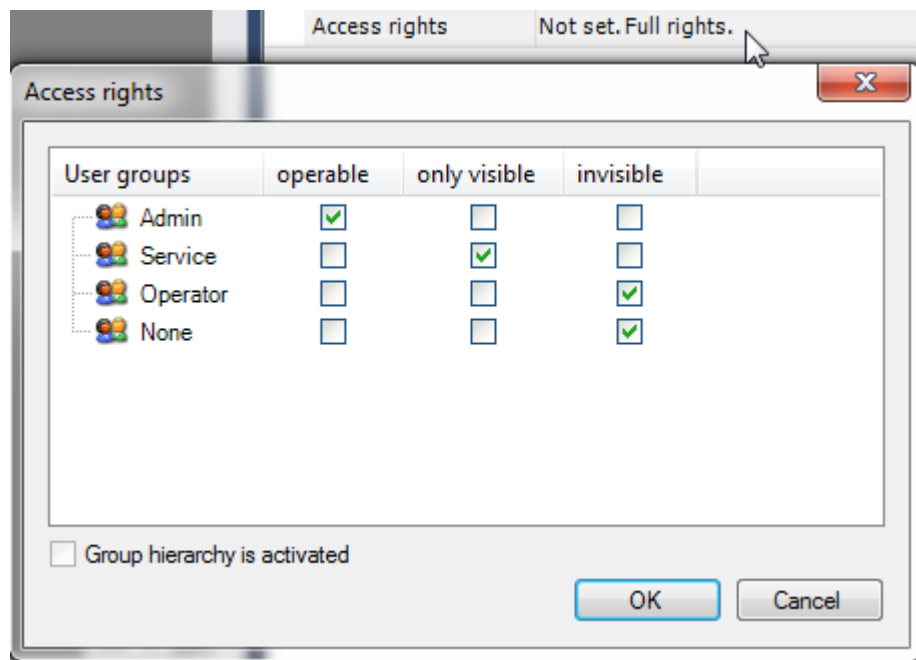 Access rights Not set. Full rights.
Access rights
User groups operable only visible invisible
Admin
Service
Operator
None
Group hierarchy is activated
OK Cancel